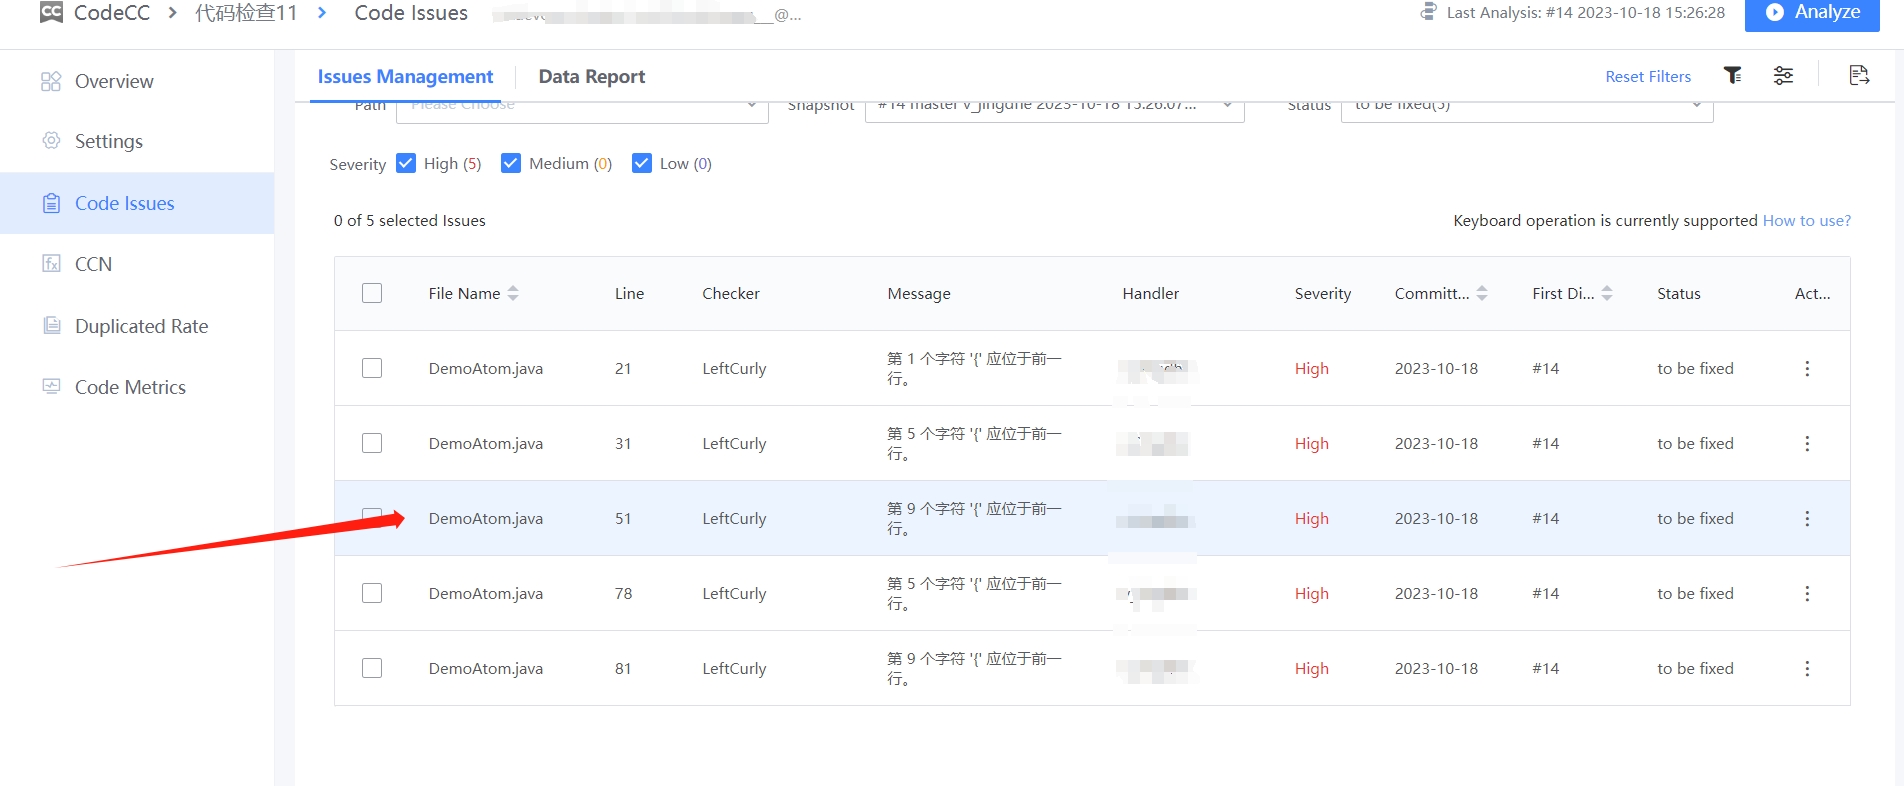 CodeCC > 代码检查11 > Code Issues @... Last Analysis: #14 2023-10-18 15:26:28 Analyze
Overview
Settings
Code Issues
CCN
Duplicated Rate
Code Metrics
Issues Management Data Report Reset Filters
Path Please Choose Snapshot #14 master v_jingdhe 2023-10-18 15:26:07... Status to be fixed(5)
Severity High (5) Medium (0) Low (0)
0 of 5 selected Issues Keyboard operation is currently supported How to use?
File Name Line Checker Message Handler Severity Committ... First Di... Status Act...
DemoAtom.java 21 LeftCurly 第 1 个字符 '{' 应位于前一 High 2023-10-18 #14 to be fixed
行。
DemoAtom.java 31 LeftCurly 第 5 个字符 '{' 应位于前一 High 2023-10-18 #14 to be fixed
行。
DemoAtom.java 51 LeftCurly 第 9 个字符 '{' 应位于前一 High 2023-10-18 #14 to be fixed
行。
DemoAtom.java 78 LeftCurly 第 5 个字符 '{' 应位于前一 High 2023-10-18 #14 to be fixed
行。
DemoAtom.java 81 LeftCurly 第 9 个字符 '{' 应位于前一 High 2023-10-18 #14 to be fixed
行。